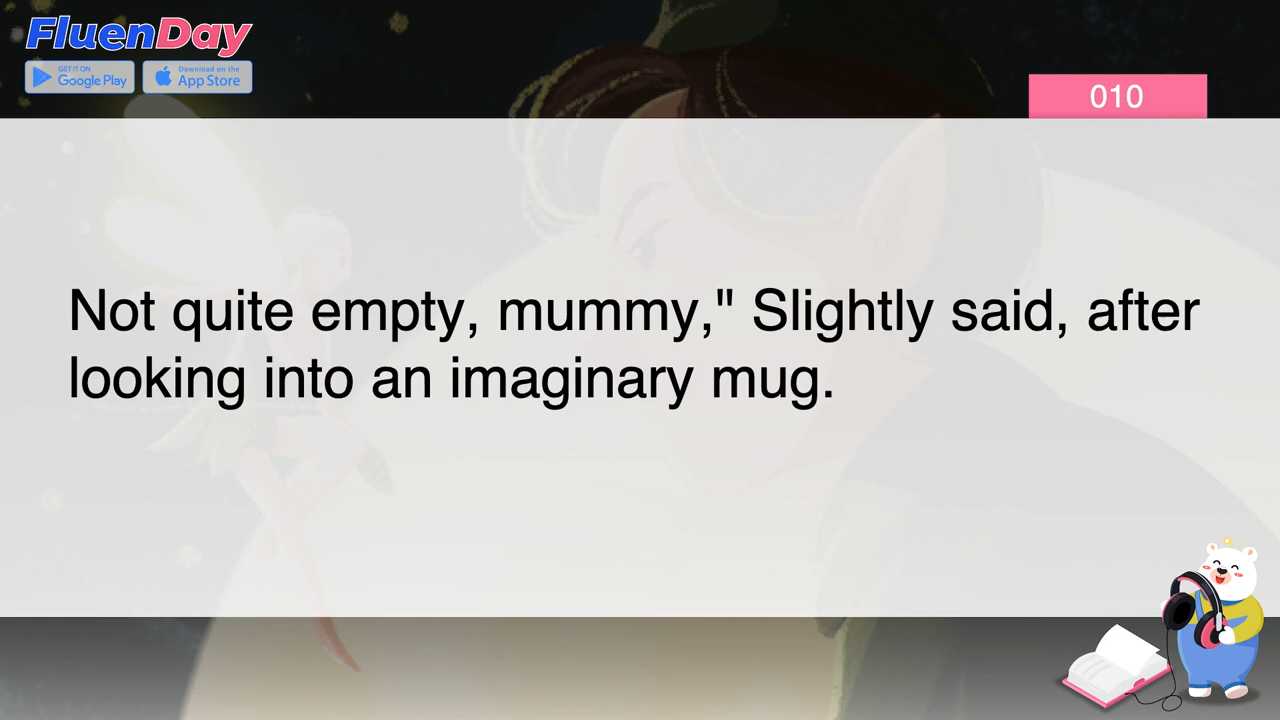 FluenDay
GET IT ON
Google Play
Download on the
App Store
010
Not quite empty, mummy," Slightly said, after
looking into an imaginary mug.